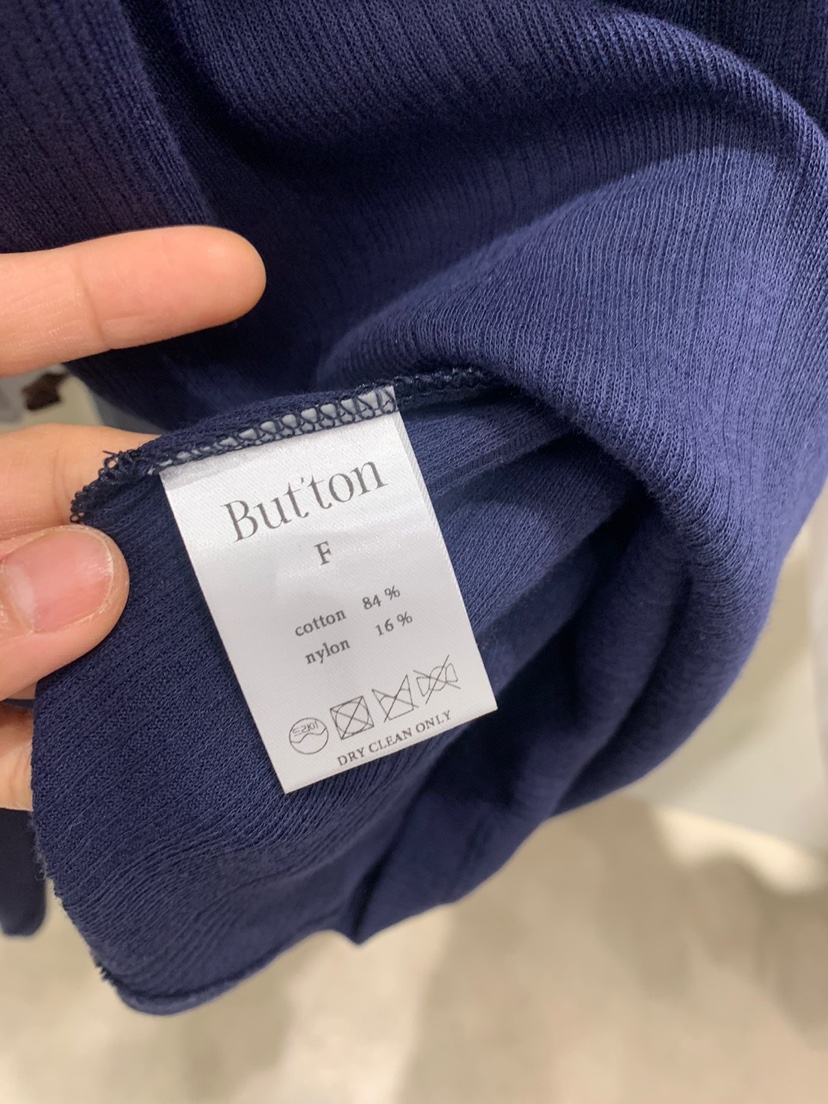 But'ton
F
cotton 84 %
nylon 16 %
DRY CLEAN ONLY